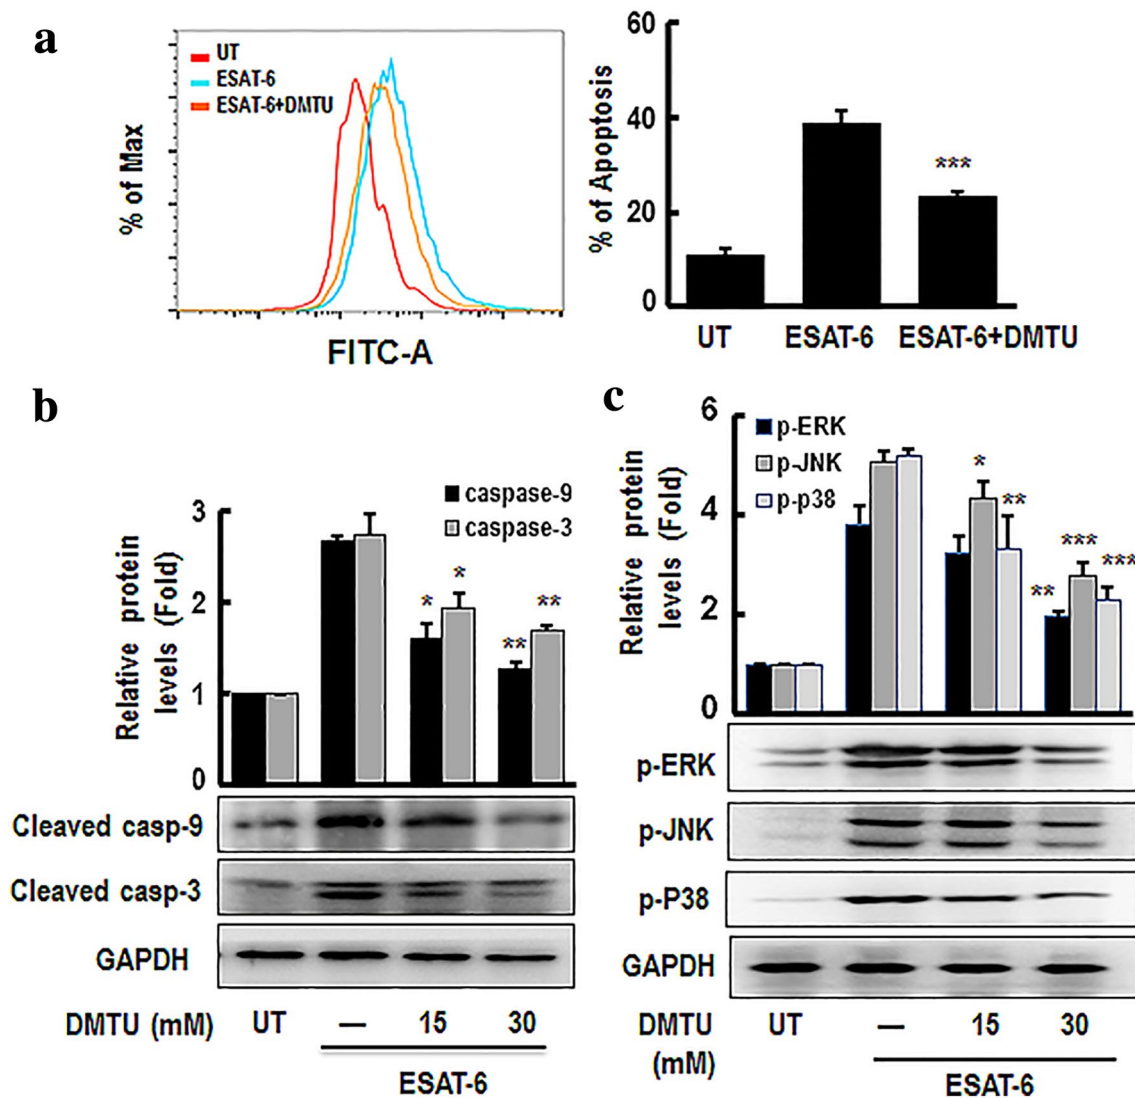 a
UT
ESAT-6
ESAT-6+DMTU
% of Max
FITC-A
% of Apoptosis
60
40
20
0
***
UT
ESAT-6
ESAT-6+DMTU
b
caspase-9
caspase-3
Relative protein
levels (Fold)
3
2
1
0
*
*
**
**
Cleaved casp-9
Cleaved casp-3
GAPDH
DMTU (mM)
UT
—
15
30
ESAT-6
c
p-ERK
p-JNK
p-p38
Relative protein
levels (Fold)
6
4
2
0
*
**
**
***
***
p-ERK
p-JNK
p-P38
GAPDH
DMTU
(mM)
UT
—
15
30
ESAT-6